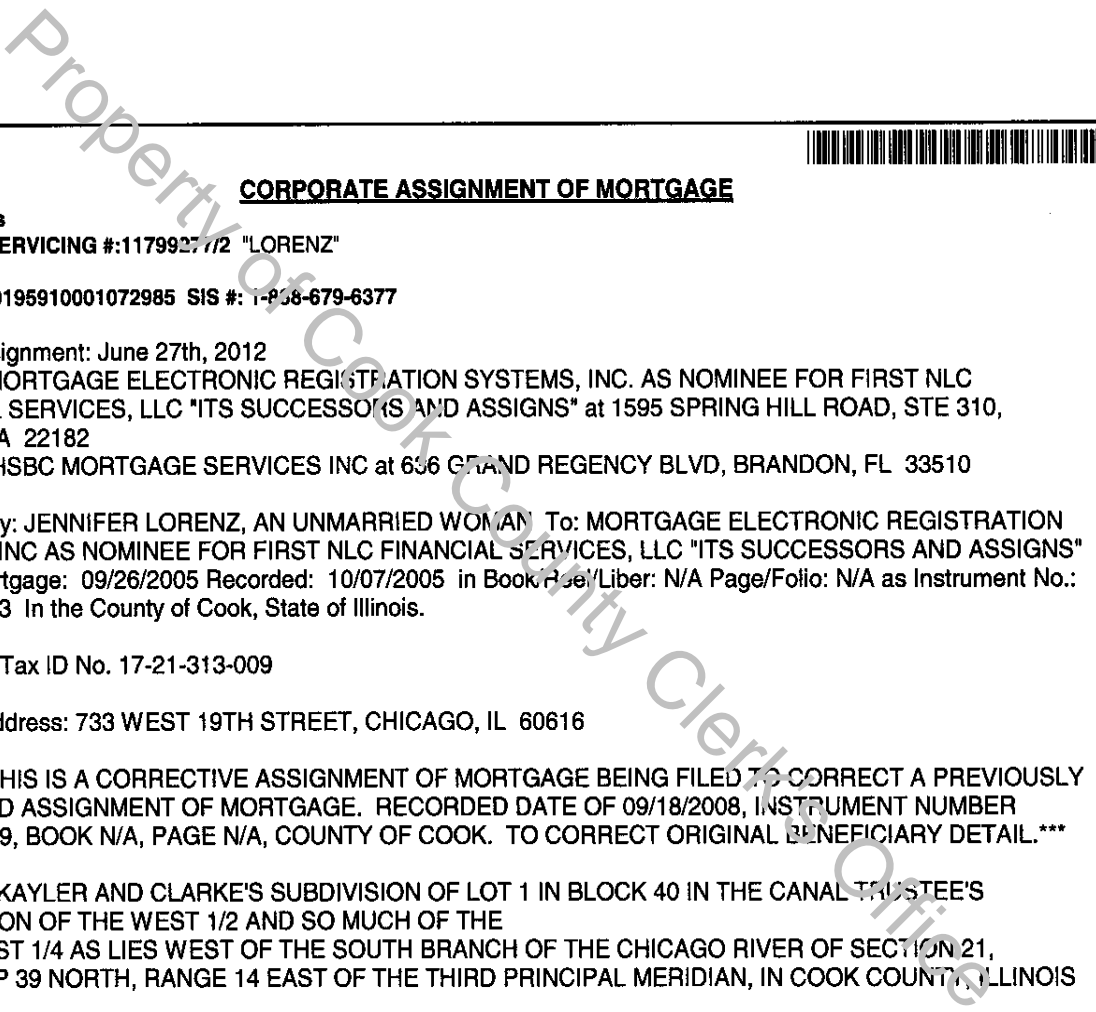 CORPORATE ASSIGNMENT OF MORTGAGE
s
ERVICING #: "LORENZ"
0195910001072985 SIS #: 1-888-679-6377
ignment: June 27th, 2012
MORTGAGE ELECTRONIC REGISTRATION SYSTEMS, INC. AS NOMINEE FOR FIRST NLC
SERVICES, LLC "ITS SUCCESSORS AND ASSIGNS" at 1595 SPRING HILL ROAD, STE 310,
A 22182
HSBC MORTGAGE SERVICES INC at 636 GRAND REGENCY BLVD, BRANDON, FL 33510
y: JENNIFER LORENZ, AN UNMARRIED WOMAN To: MORTGAGE ELECTRONIC REGISTRATION
INC AS NOMINEE FOR FIRST NLC FINANCIAL SERVICES, LLC "ITS SUCCESSORS AND ASSIGNS"
rtgage: 09/26/2005 Recorded: 10/07/2005 in Book/Reel/Liber: N/A Page/Folio: N/A as Instrument No.:
3 In the County of Cook, State of Illinois.
Tax ID No. 17-21-313-009
ddress: 733 WEST 19TH STREET, CHICAGO, IL 60616
HIS IS A CORRECTIVE ASSIGNMENT OF MORTGAGE BEING FILED TO CORRECT A PREVIOUSLY
D ASSIGNMENT OF MORTGAGE. RECORDED DATE OF 09/18/2008, INSTRUMENT NUMBER
9, BOOK N/A, PAGE N/A, COUNTY OF COOK. TO CORRECT ORIGINAL BENEFICIARY DETAIL.***
KAYLER AND CLARKE'S SUBDIVISION OF LOT 1 IN BLOCK 40 IN THE CANAL TRUSTEE'S
ON OF THE WEST 1/2 AND SO MUCH OF THE
ST 1/4 AS LIES WEST OF THE SOUTH BRANCH OF THE CHICAGO RIVER OF SECTION 21,
P 39 NORTH, RANGE 14 EAST OF THE THIRD PRINCIPAL MERIDIAN, IN COOK COUNTY, ILLINOIS
Property of Cook County Clerk's Office